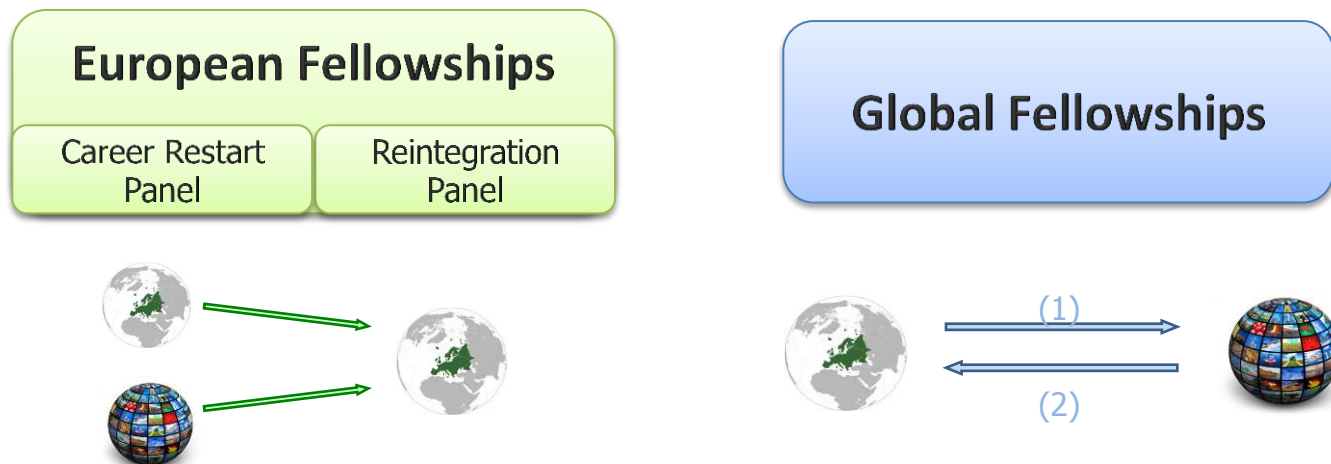 European Fellowships
Career Restart
Panel
Reintegration
Panel
Global Fellowships
(1)
(2)